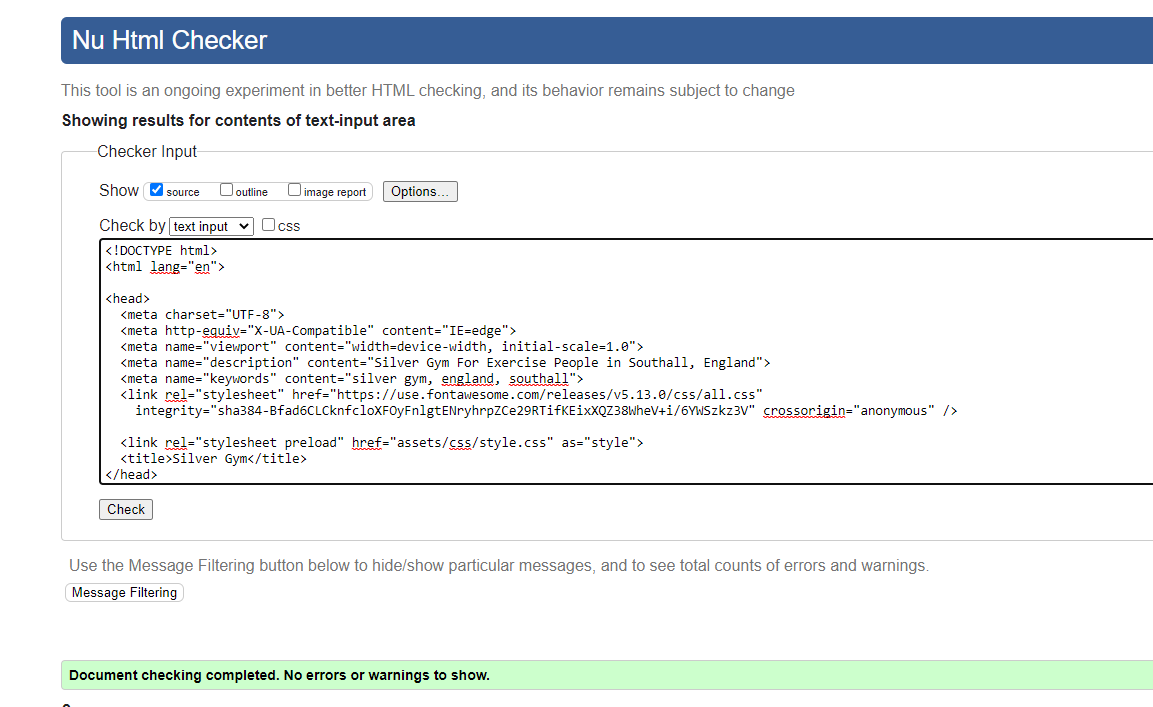 Nu Html Checker
This tool is an ongoing experiment in better HTML checking, and its behavior remains subject to change
Showing results for contents of text-input area
Checker Input
Show source outline image report Options...
Check by text input css
<!DOCTYPE html>
<html lang="en">
<head>
<meta charset="UTF-8">
<meta http-equiv="X-UA-Compatible" content="IE=edge">
<meta name="viewport" content="width=device-width, initial-scale=1.0">
<meta name="description" content="Silver Gym For Exercise People in Southall, England">
<meta name="keywords" content="silver gym, england, southall">
<link rel="stylesheet" href="https://use.fontawesome.com/releases/v5.13.0/css/all.css"
integrity="sha384-Bfad6CLCknfcloXFOyFnlgtENryhrpZCe29RTifKEixXQZ38WheV+i/6YWSzkz3V" crossorigin="anonymous" />
<link rel="stylesheet preload" href="assets/css/style.css" as="style">
<title>Silver Gym</title>
</head>
Check
Use the Message Filtering button below to hide/show particular messages, and to see total counts of errors and warnings.
Message Filtering
Document checking completed. No errors or warnings to show.